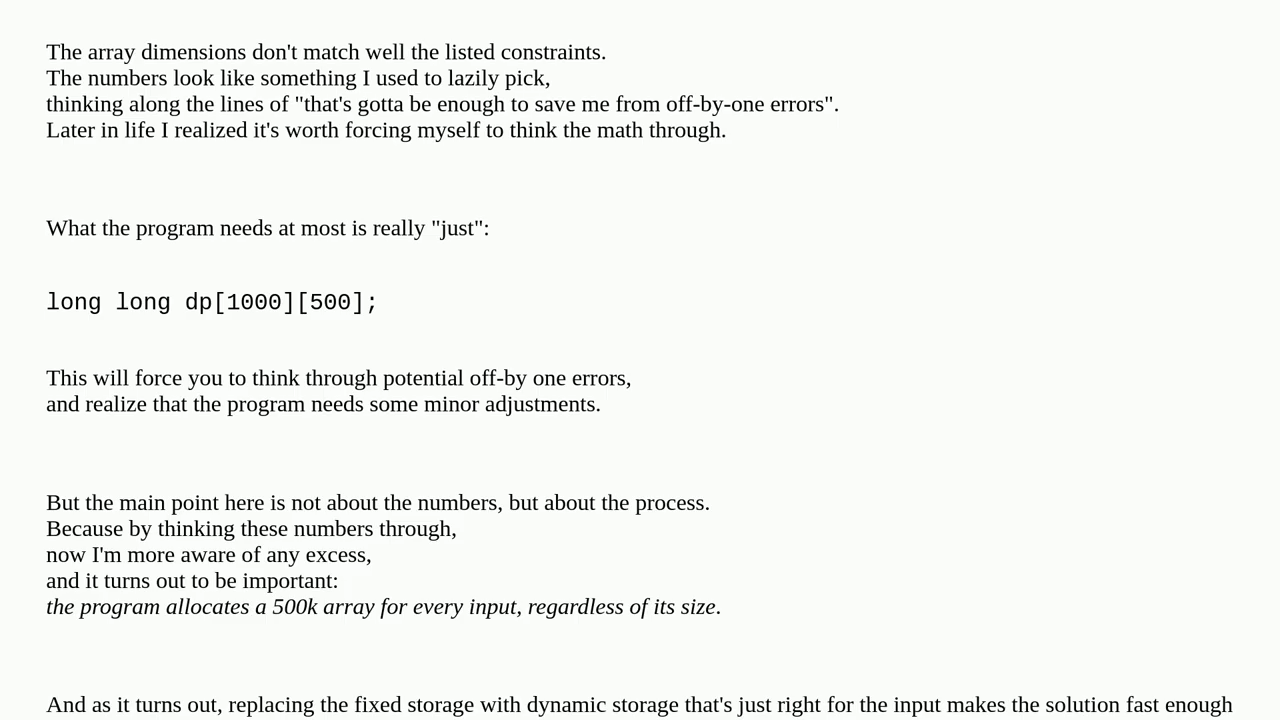 The array dimensions don't match well the listed constraints.
The numbers look like something I used to lazily pick,
thinking along the lines of "that's gotta be enough to save me from off-by-one errors".
Later in life I realized it's worth forcing myself to think the math through.
What the program needs at most is really "just":
long long dp[1000][500];
This will force you to think through potential off-by one errors,
and realize that the program needs some minor adjustments.
But the main point here is not about the numbers, but about the process.
Because by thinking these numbers through,
now I'm more aware of any excess,
and it turns out to be important:
the program allocates a 500k array for every input, regardless of its size.
And as it turns out, replacing the fixed storage with dynamic storage that's just right for the input makes the solution fast enough